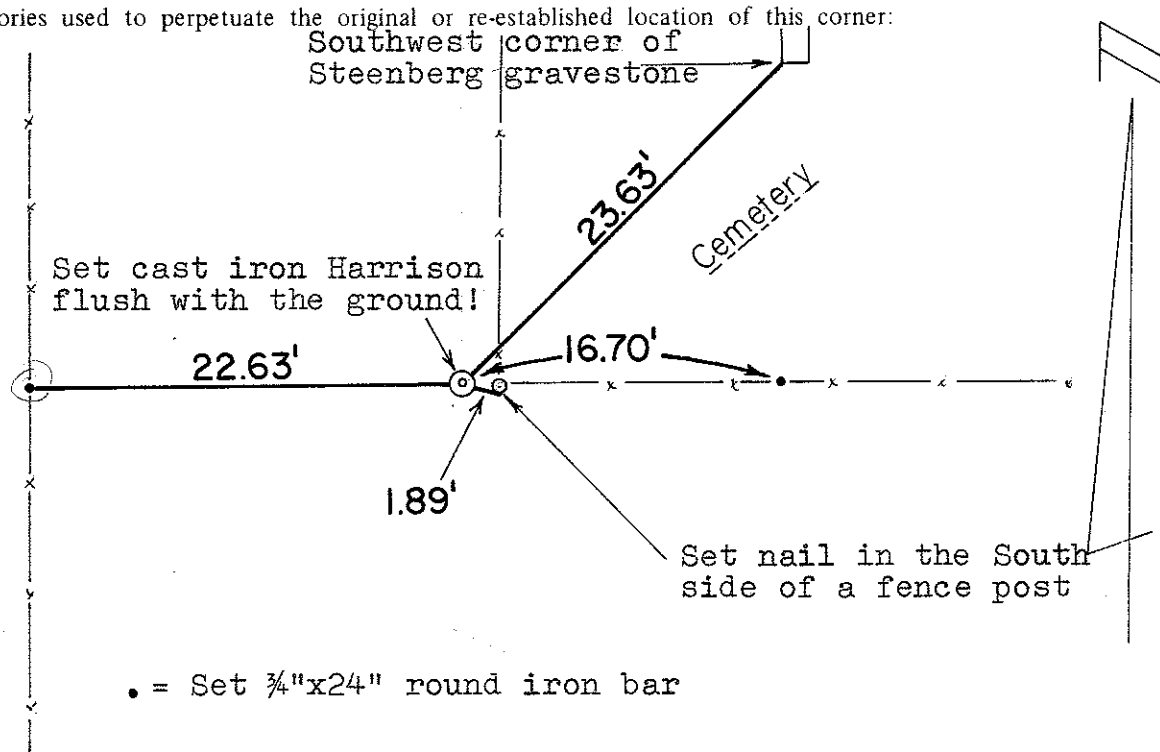 ories used to perpetuate the original or re-established location of this corner:
Southwest corner of
Steenberg gravestone
23.63'
Cemetery
Set cast iron Harrison
flush with the ground!
22.63'
16.70'
1.89'
Set nail in the South
side of a fence post
• = Set ¾"x24" round iron bar